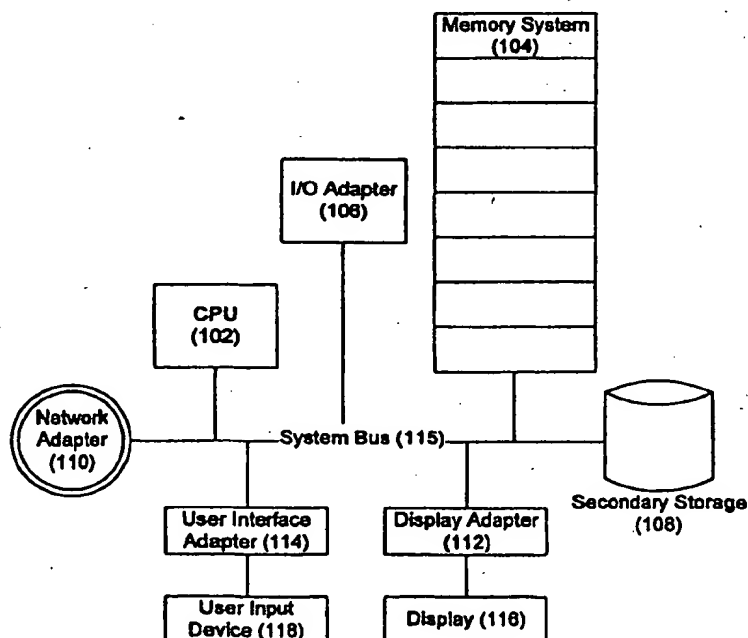 Memory System
(104)
I/O Adapter
(106)
CPU
(102)
Network
Adapter
(110)
System Bus (115)
Secondary Storage
(108)
User Interface
Adapter (114)
Display Adapter
(112)
User Input
Device (118)
Display (116)